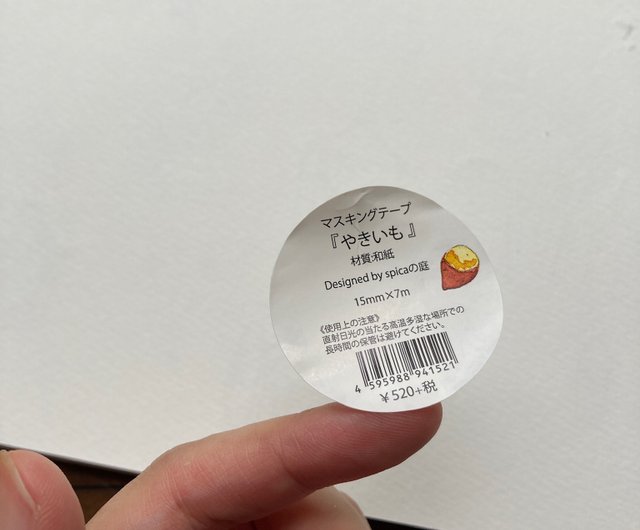 マスキングテープ
『やきいも』
材質:和紙
Designed by spicaの庭
15mm×7m
《使用上の注意》
直射日光の当たる高温多湿な場所での
長時間の保管は避けてください。
4 595988 941521
￥520+税